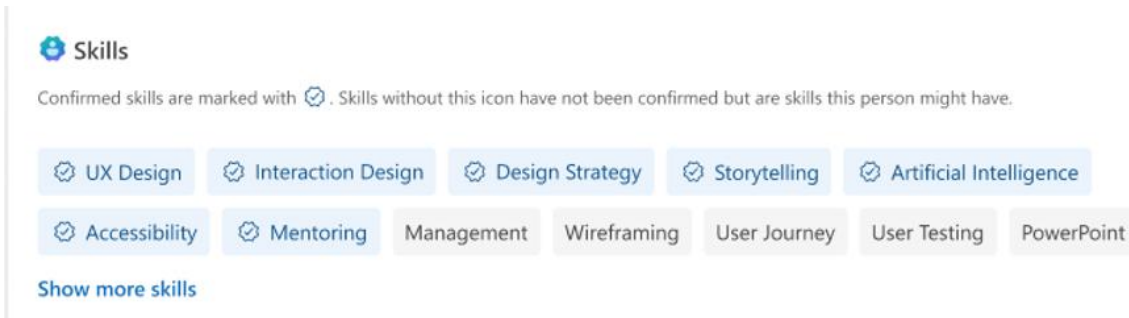 Skills
Confirmed skills are marked with . Skills without this icon have not been confirmed but are skills this person might have.
UX Design Interaction Design Design Strategy Storytelling Artificial Intelligence
Accessibility Mentoring Management Wireframing User Journey User Testing PowerPoint
Show more skills